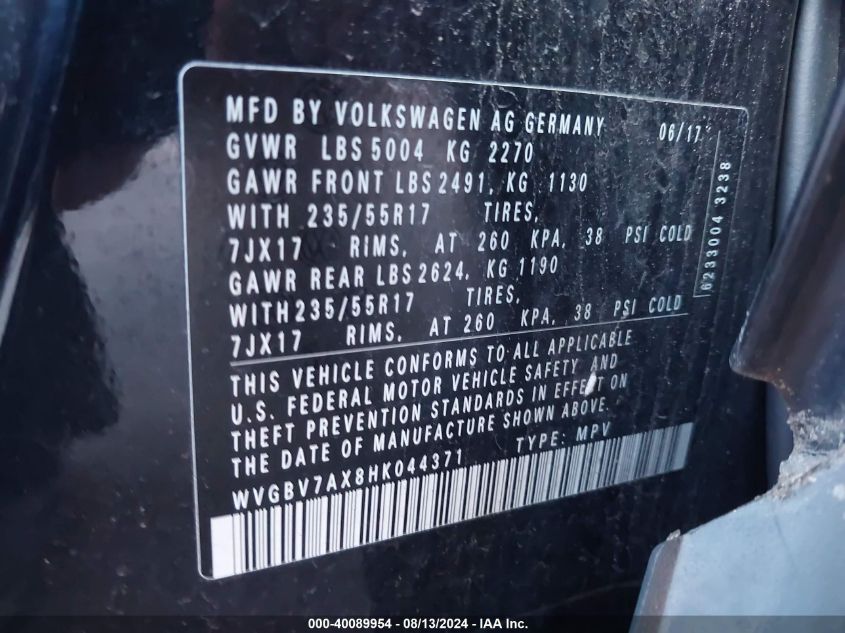 MFD BY VOLKSWAGEN AG GERMANY 06/17
GVWR LBS 5004 KG 2270
GAWR FRONT LBS 2491, KG 1130
WITH 235/55R17 TIRES,
7JX17 RIMS, AT 260 KPA, 38 PSI COLD
GAWR REAR LBS 2624, KG 1190
WITH 235/55R17 TIRES,
7JX17 RIMS, AT 260 KPA, 38 PSI COLD
THIS VEHICLE CONFORMS TO ALL APPLICABLE
U.S. FEDERAL MOTOR VEHICLE SAFETY AND
THEFT PREVENTION STANDARDS IN EFFECT ON
THE DATE OF MANUFACTURE SHOWN ABOVE.
WVGBV7AX8HK044371 TYPE: MPV
6233004 3238
000-40089954 - 08/13/2024 - IAA Inc.